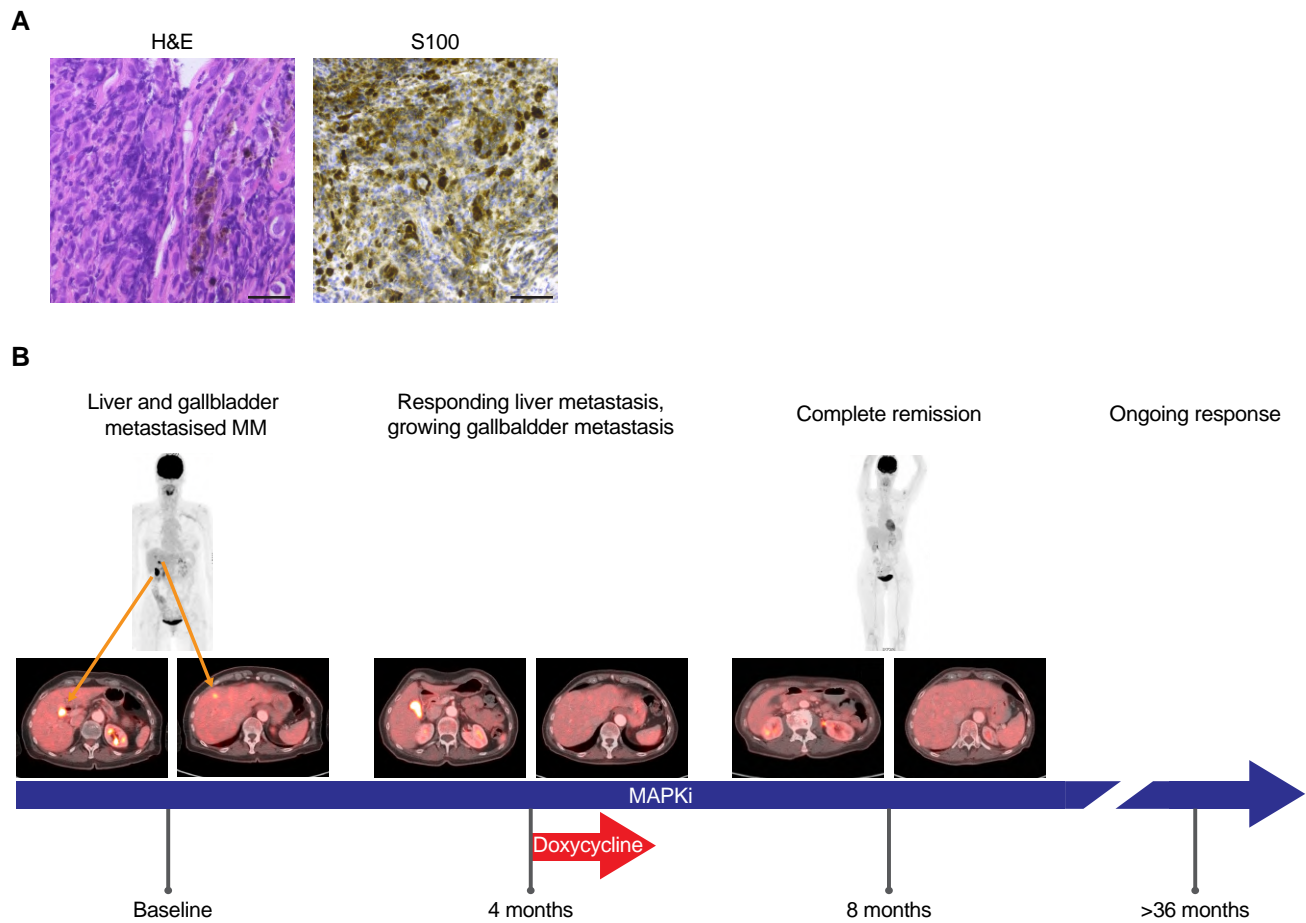 A
H&E
S100
B
Liver and gallbladder
metastasised MM
Responding liver metastasis,
growing gallbaldder metastasis
Complete remission
Ongoing response
MAPKi
Doxycycline
Baseline
4 months
8 months
>36 months